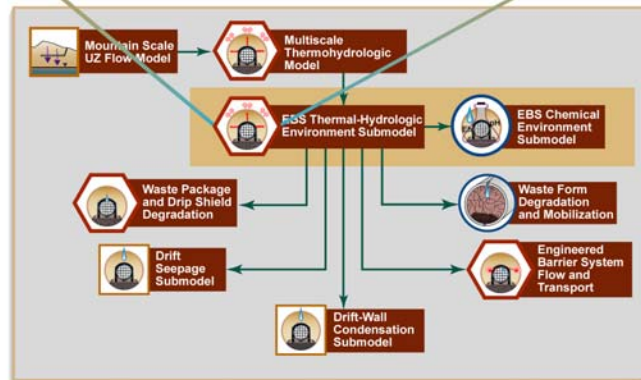 Mountain Scale
UZ Flow Model
Multiscale
Thermohydrologic
Model
EBS Thermal-Hydrologic
Environment Submodel
EBS Chemical
Environment
Submodel
Waste Package
and Drip Shield
Degradation
Waste Form
Degradation
and Mobilization
Drift
Seepage
Submodel
Engineered
Barrier System
Flow and
Transport
Drift-Wall
Condensation
Submodel